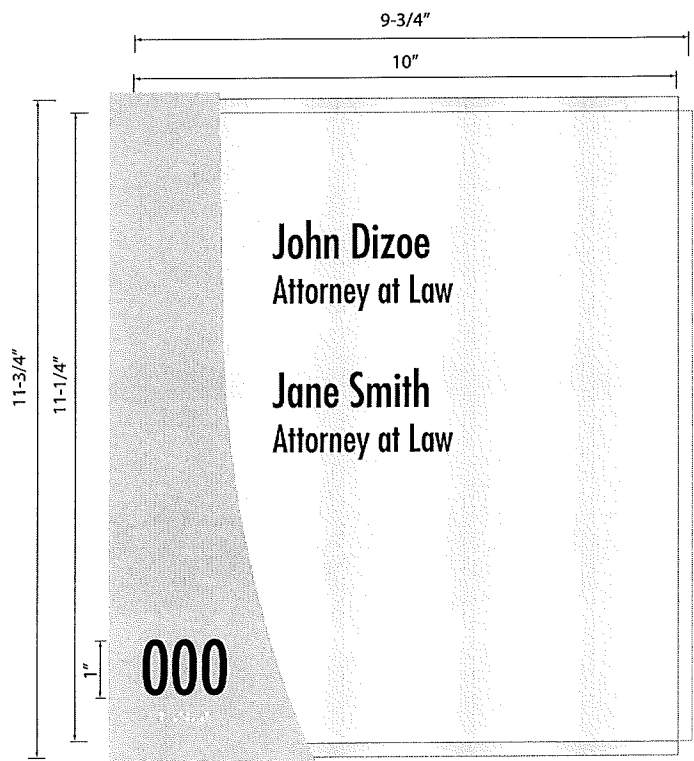 9-3/4"
10"
11-3/4"
11-1/4"
John Dizoe
Attorney at Law
Jane Smith
Attorney at Law
1"
000